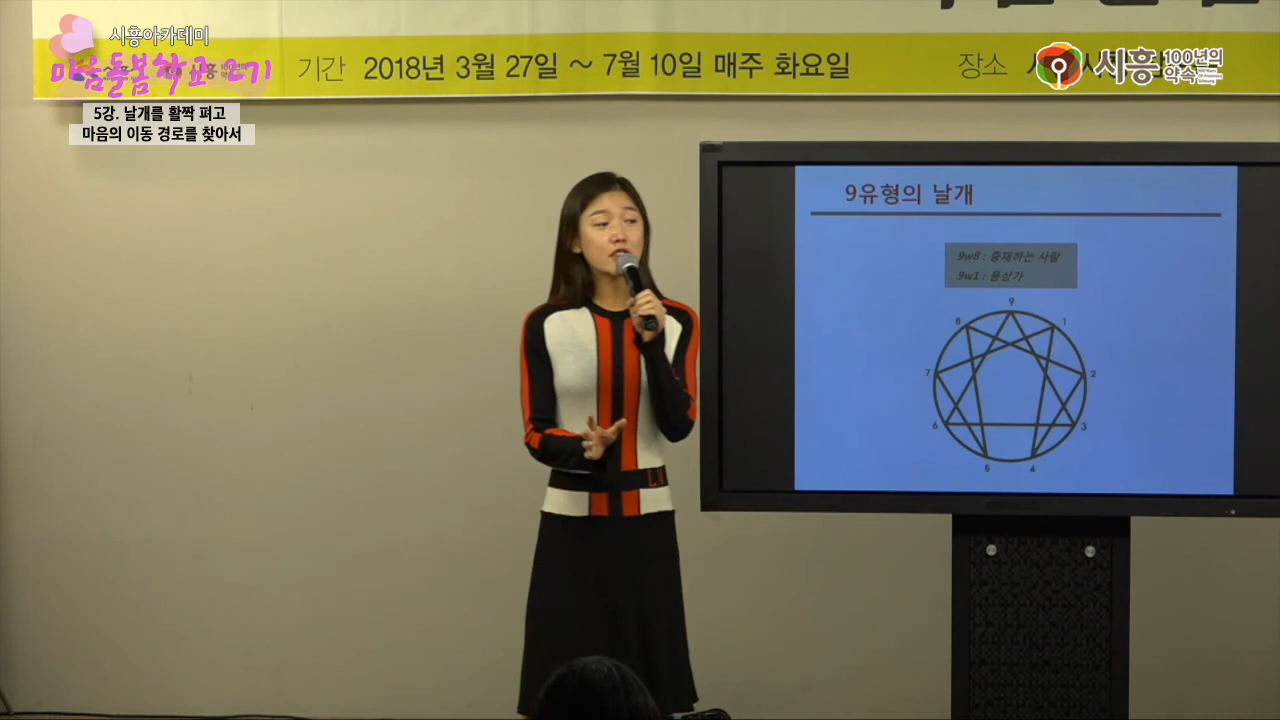 시흥아카데미
마음돌봄학교 2기
5강. 날개를 활짝 펴고
마음의 이동 경로를 찾아서
기간 2018년 3월 27일 ~ 7월 10일 매주 화요일
장소
시흥 100년의 약속
9유형의 날개
9w8 : 중재하는 사람
9w1 : 몽상가
9
8 1
7 2
6 3
5 4